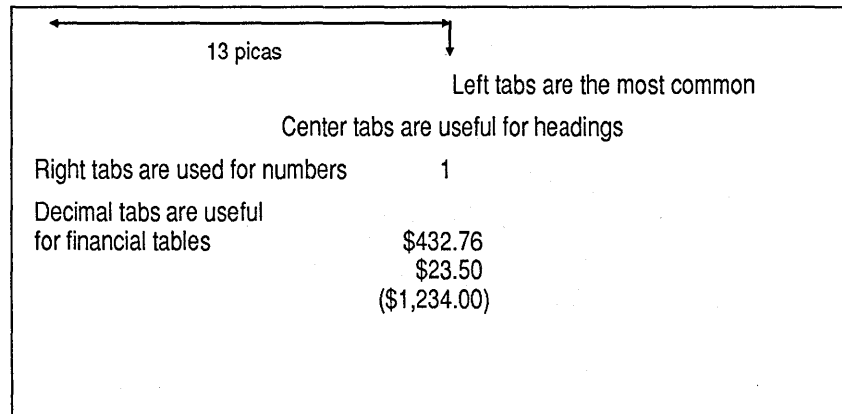 13 picas
Left tabs are the most common
Center tabs are useful for headings
Right tabs are used for numbers 1
Decimal tabs are useful
for financial tables $432.76
$23.50
($1,234.00)